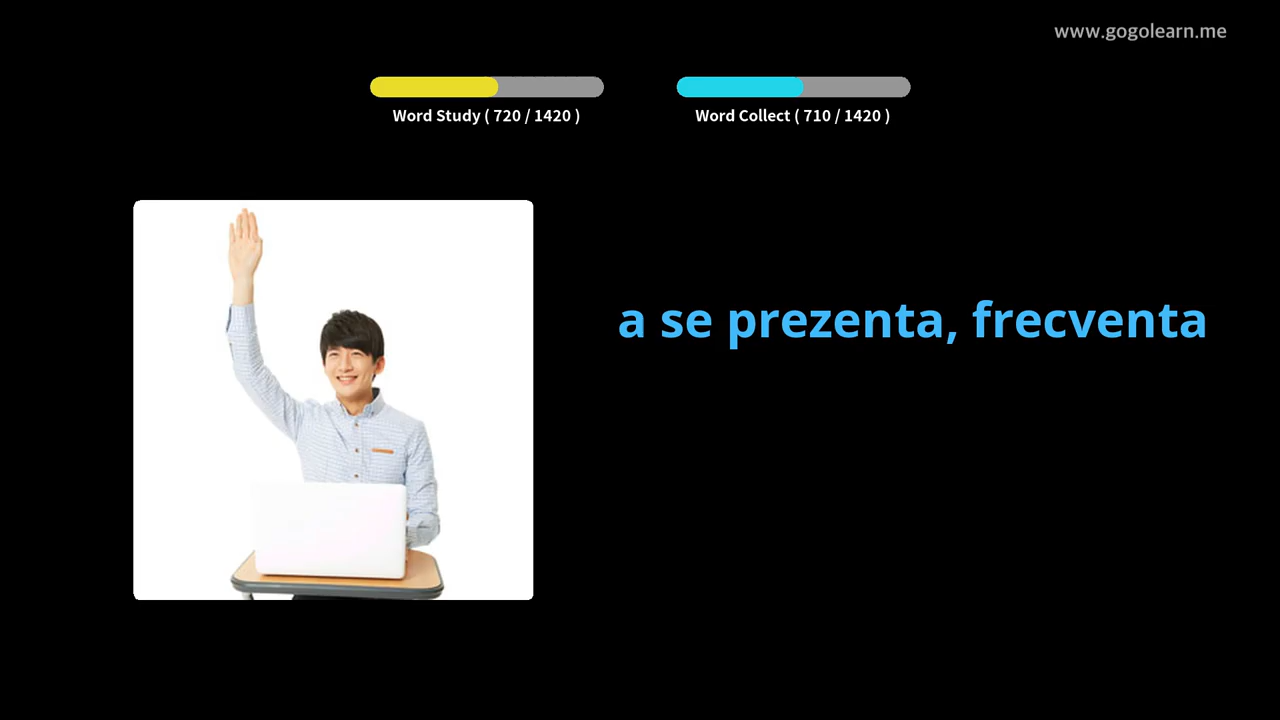 www.gogolearn.me
Word Study ( 720 / 1420 )
Word Collect ( 710 / 1420 )
a se prezenta, frecventa